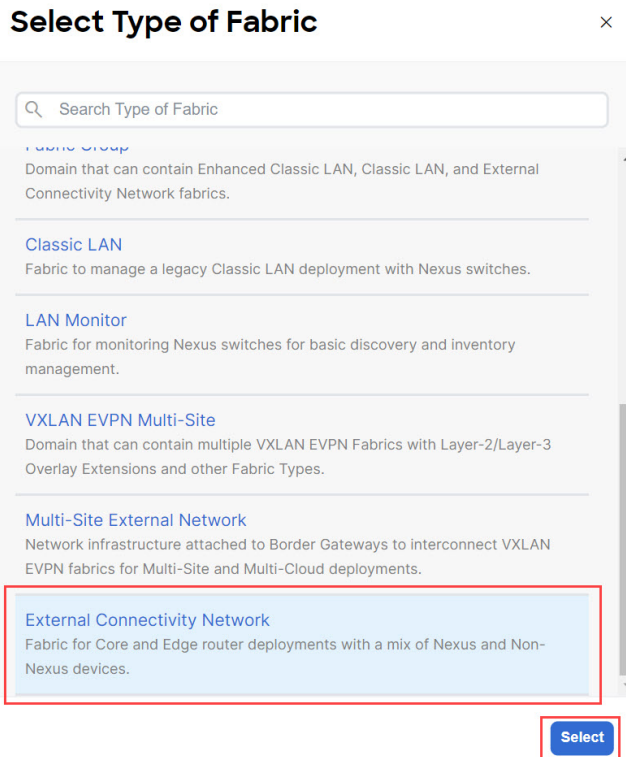 Select Type of Fabric
Search Type of Fabric
Fabric Group
Domain that can contain Enhanced Classic LAN, Classic LAN, and External
Connectivity Network fabrics.
Classic LAN
Fabric to manage a legacy Classic LAN deployment with Nexus switches.
LAN Monitor
Fabric for monitoring Nexus switches for basic discovery and inventory
management.
VXLAN EVPN Multi-Site
Domain that can contain multiple VXLAN EVPN Fabrics with Layer-2/Layer-3
Overlay Extensions and other Fabric Types.
Multi-Site External Network
Network infrastructure attached to Border Gateways to interconnect VXLAN
EVPN fabrics for Multi-Site and Multi-Cloud deployments.
External Connectivity Network
Fabric for Core and Edge router deployments with a mix of Nexus and Non-
Nexus devices.
Select